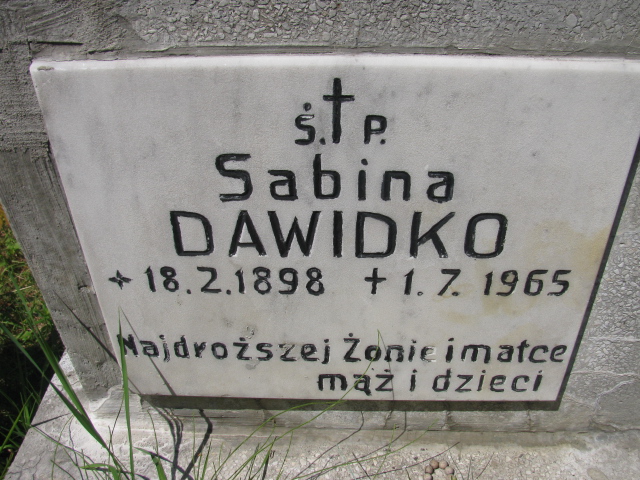 Ś. † P.
Sabina
DAWIDKO
* 18.2.1898 † 1.7.1965
Najdroższej Żonie i matce
mąż i dzieci